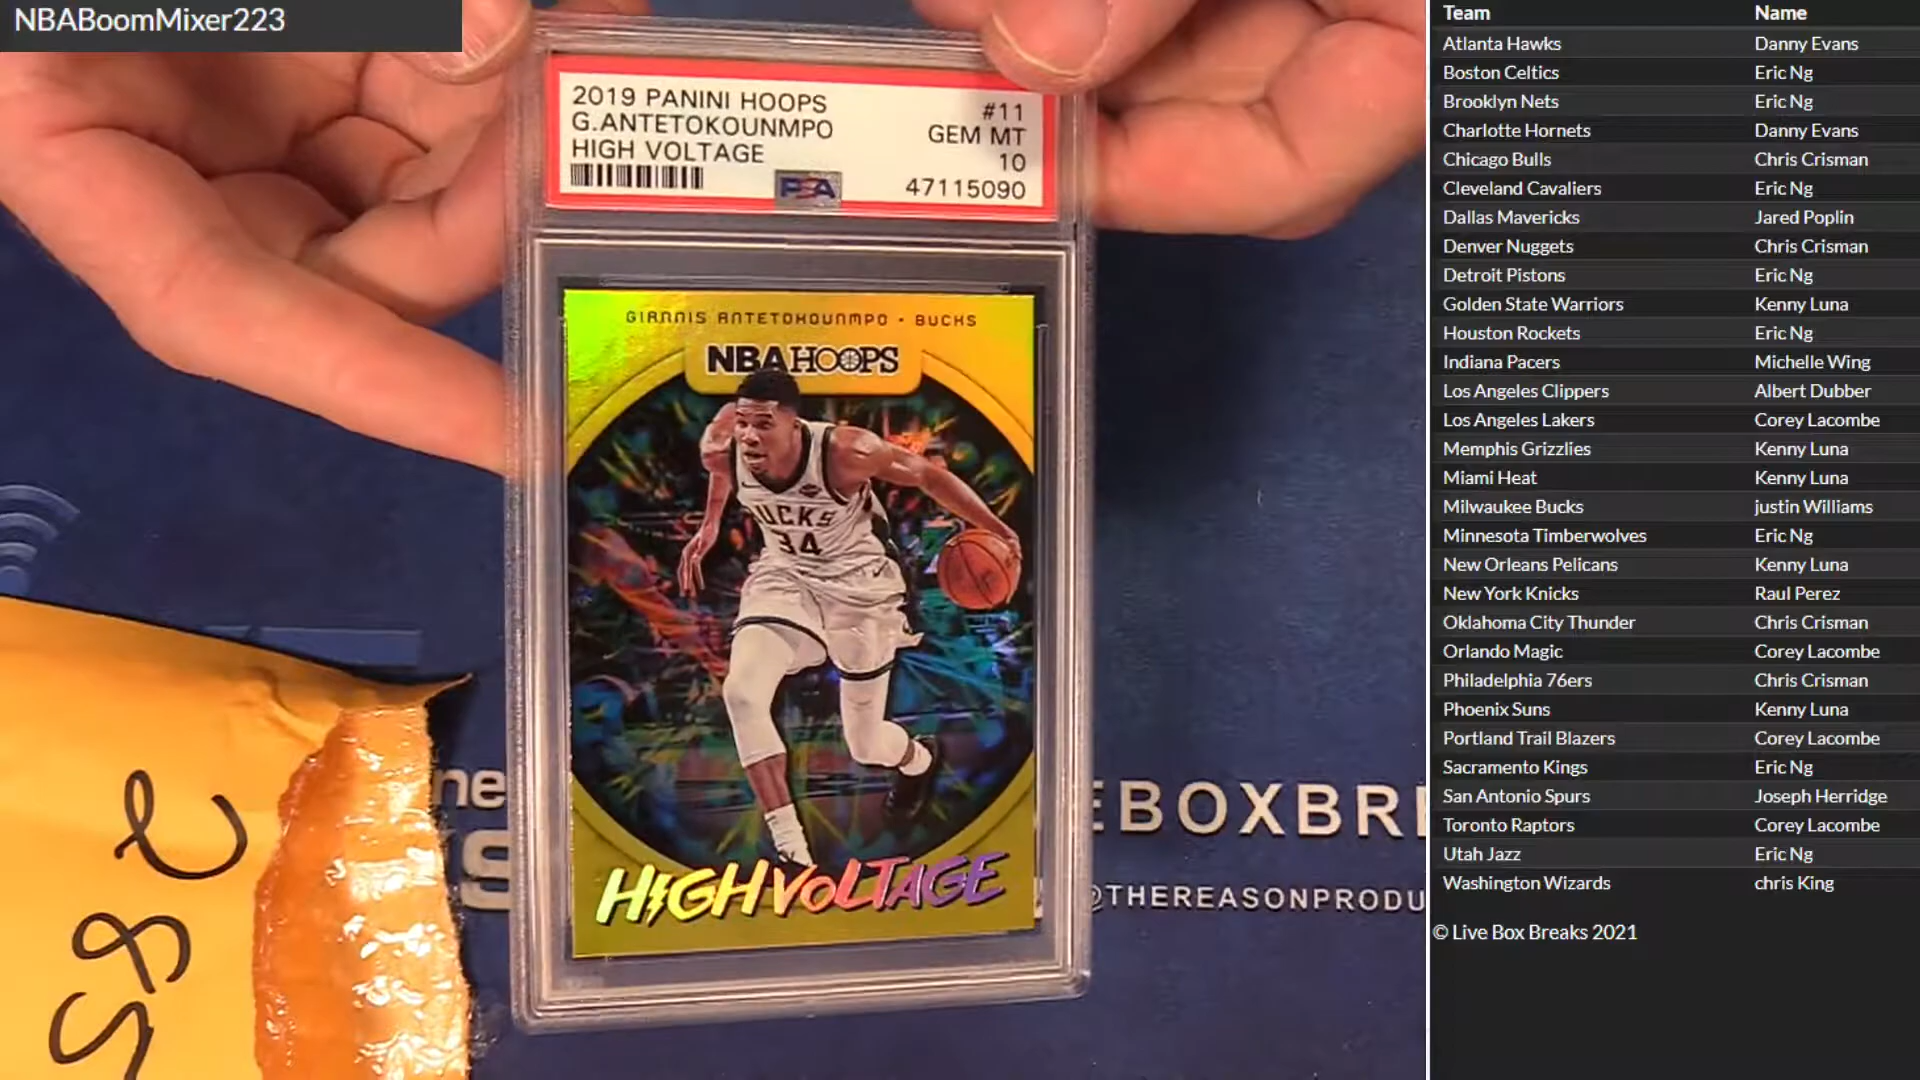 NBABoomMixer223
2019 PANINI HOOPS #11
G.ANTETOKOUNMPO GEM MT
HIGH VOLTAGE 10
PSA 47115090
GIANNIS ANTETOKOUNMPO • BUCKS
NBA HOOPS
BUCKS
34
HIGH VOLTAGE
EBOXBRE
@THEREASONPRODU
Team Name
Atlanta Hawks Danny Evans
Boston Celtics Eric Ng
Brooklyn Nets Eric Ng
Charlotte Hornets Danny Evans
Chicago Bulls Chris Crisman
Cleveland Cavaliers Eric Ng
Dallas Mavericks Jared Poplin
Denver Nuggets Chris Crisman
Detroit Pistons Eric Ng
Golden State Warriors Kenny Luna
Houston Rockets Eric Ng
Indiana Pacers Michelle Wing
Los Angeles Clippers Albert Dubber
Los Angeles Lakers Corey Lacombe
Memphis Grizzlies Kenny Luna
Miami Heat Kenny Luna
Milwaukee Bucks justin Williams
Minnesota Timberwolves Eric Ng
New Orleans Pelicans Kenny Luna
New York Knicks Raul Perez
Oklahoma City Thunder Chris Crisman
Orlando Magic Corey Lacombe
Philadelphia 76ers Chris Crisman
Phoenix Suns Kenny Luna
Portland Trail Blazers Corey Lacombe
Sacramento Kings Eric Ng
San Antonio Spurs Joseph Herridge
Toronto Raptors Corey Lacombe
Utah Jazz Eric Ng
Washington Wizards chris King
© Live Box Breaks 2021